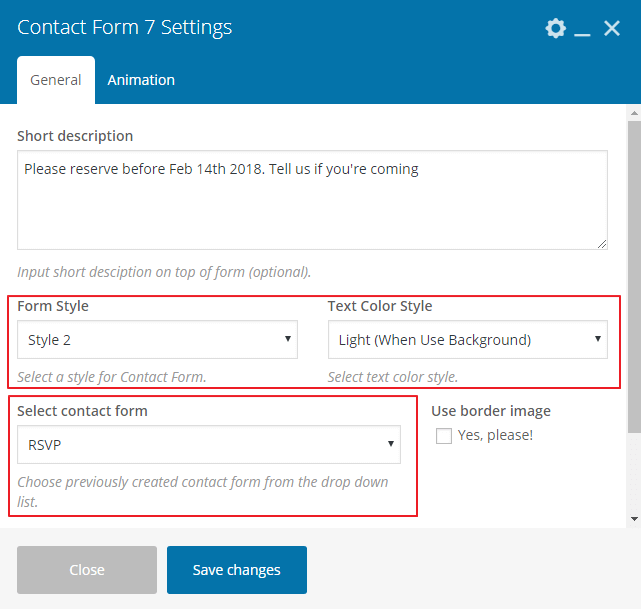 Contact Form 7 Settings
General Animation
Short description
Please reserve before Feb 14th 2018. Tell us if you're coming
Input short desciption on top of form (optional).
Form Style Text Color Style
Style 2 Light (When Use Background)
Select a style for Contact Form. Select text color style.
Select contact form Use border image
RSVP Yes, please!
Choose previously created contact form from the drop down
list.
Close Save changes